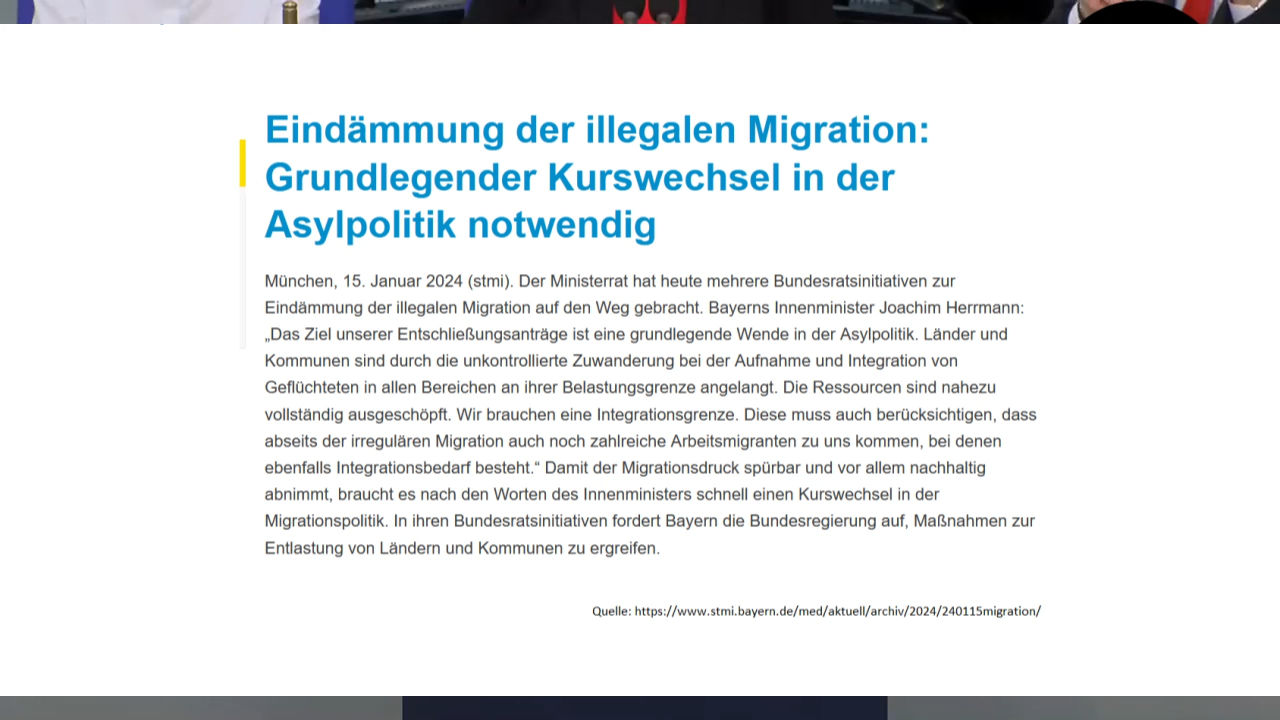 Eindämmung der illegalen Migration:
Grundlegender Kurswechsel in der
Asylpolitik notwendig
München, 15. Januar 2024 (stmi). Der Ministerrat hat heute mehrere Bundesratsinitiativen zur
Eindämmung der illegalen Migration auf den Weg gebracht. Bayerns Innenminister Joachim Herrmann:
„Das Ziel unserer Entschließungsanträge ist eine grundlegende Wende in der Asylpolitik. Länder und
Kommunen sind durch die unkontrollierte Zuwanderung bei der Aufnahme und Integration von
Geflüchteten in allen Bereichen an ihrer Belastungsgrenze angelangt. Die Ressourcen sind nahezu
vollständig ausgeschöpft. Wir brauchen eine Integrationsgrenze. Diese muss auch berücksichtigen, dass
abseits der irregulären Migration auch noch zahlreiche Arbeitsmigranten zu uns kommen, bei denen
ebenfalls Integrationsbedarf besteht.“ Damit der Migrationsdruck spürbar und vor allem nachhaltig
abnimmt, braucht es nach den Worten des Innenministers schnell einen Kurswechsel in der
Migrationspolitik. In ihren Bundesratsinitiativen fordert Bayern die Bundesregierung auf, Maßnahmen zur
Entlastung von Ländern und Kommunen zu ergreifen.
Quelle: https://www.stmi.bayern.de/med/aktuell/archiv/2024/240115migration/